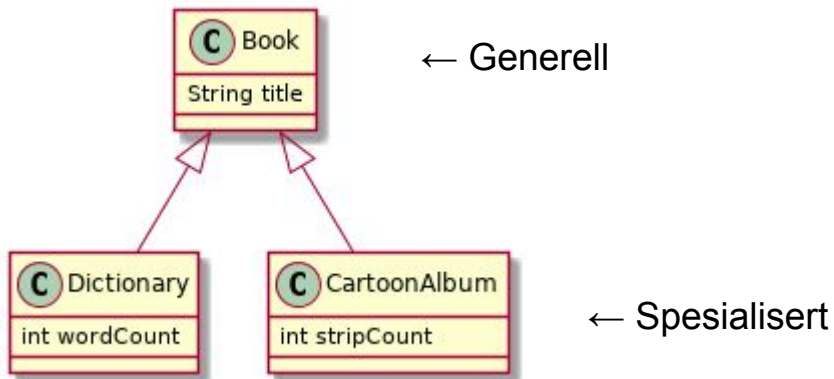 C Book
← Generell
String title
C Dictionary
C CartoonAlbum
int wordCount
int stripCount
← Spesialisert